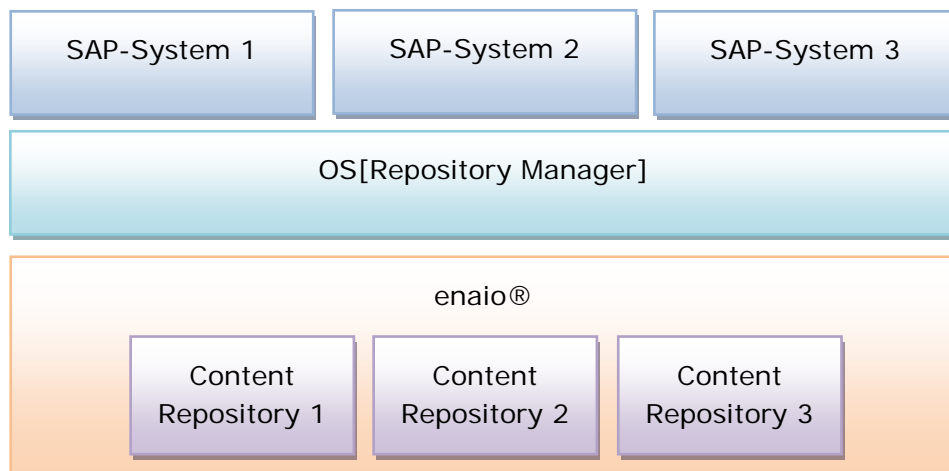 SAP-System 1
SAP-System 2
SAP-System 3
OS[Repository Manager]
enaio®
Content
Repository 1
Content
Repository 2
Content
Repository 3